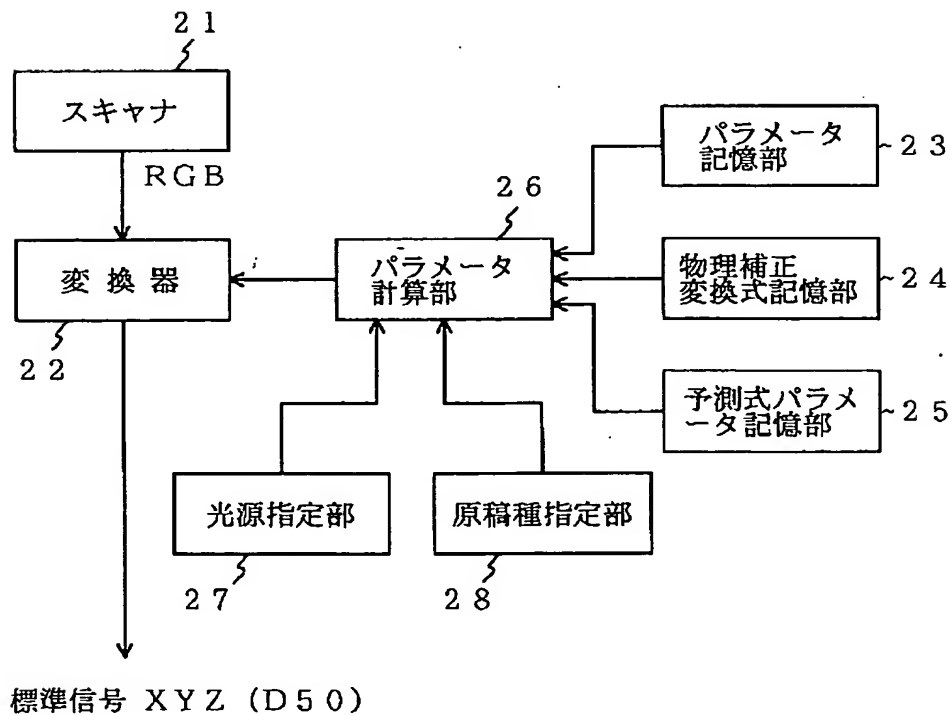 21
スキャナ
RGB
26
パラメータ
記憶部
23
変換器
22
パラメータ
計算部
物理補正
変換式記憶部
24
予測式パラメ
ータ記憶部
25
光源指定部
27
原稿種指定部
28
標準信号 XYZ (D50)